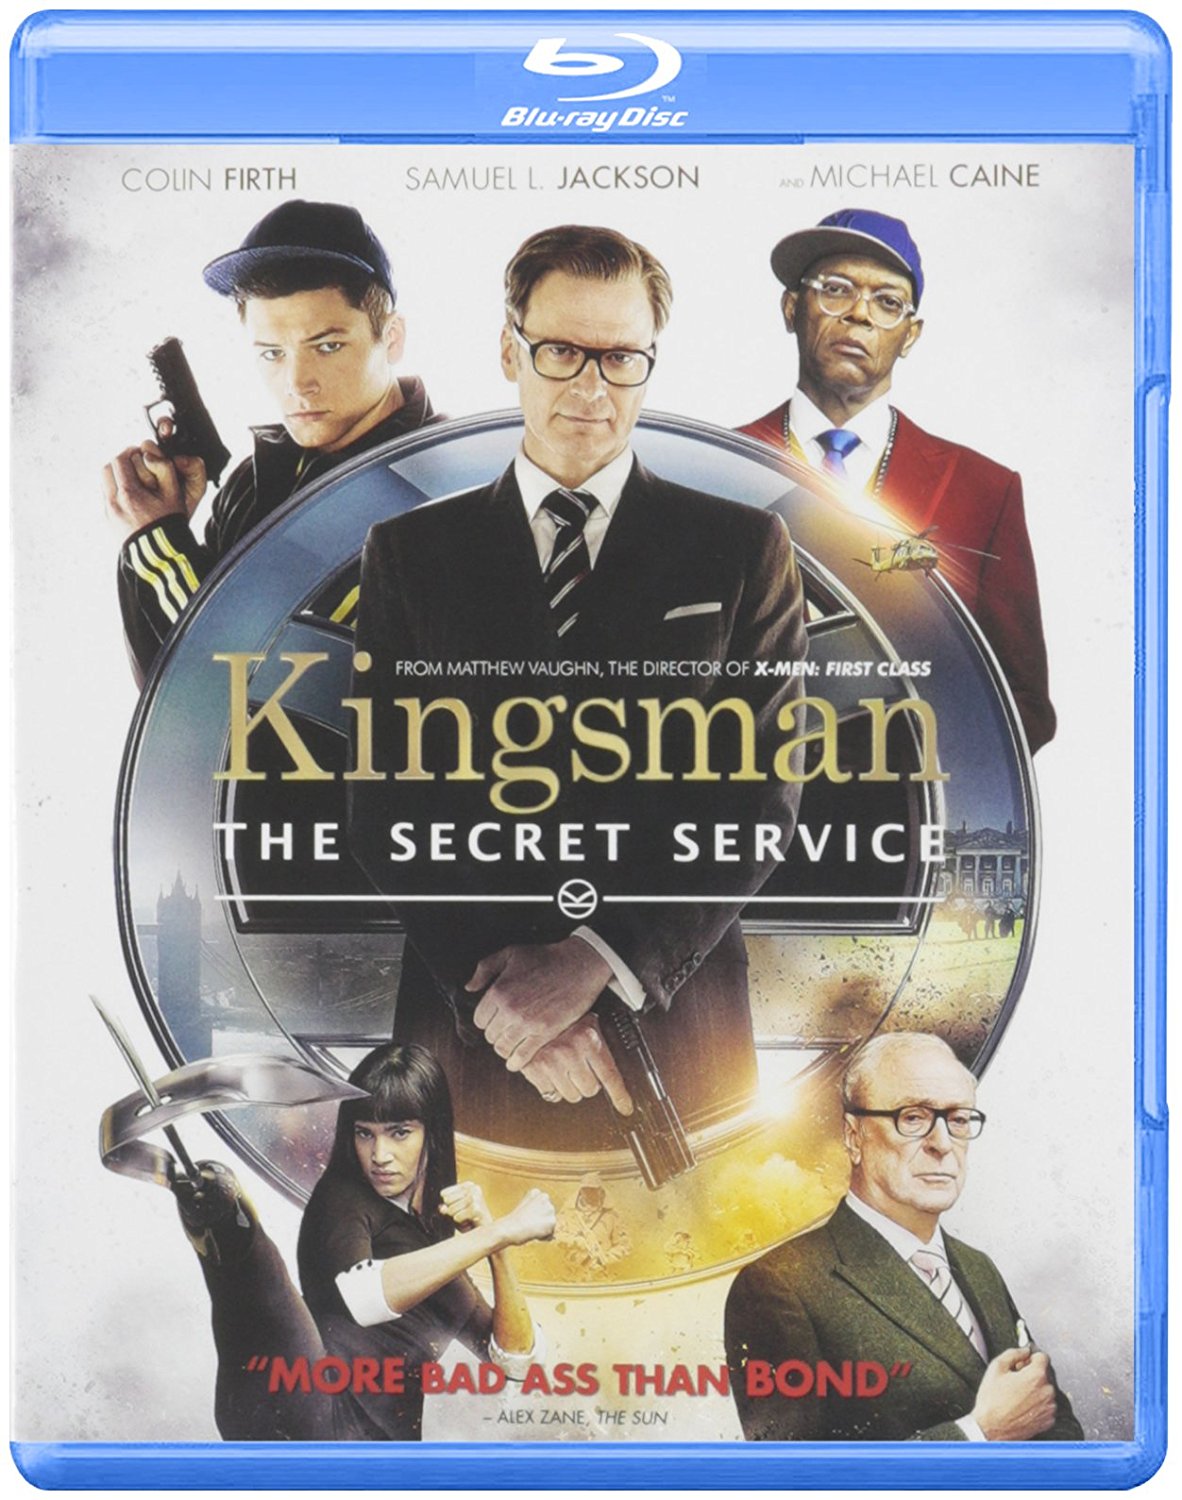 Blu-ray Disc™
COLIN FIRTH SAMUEL L. JACKSON AND MICHAEL CAINE
FROM MATTHEW VAUGHN, THE DIRECTOR OF X-MEN: FIRST CLASS
Kingsman
THE SECRET SERVICE
"MORE BAD ASS THAN BOND"
– ALEX ZANE, THE SUN